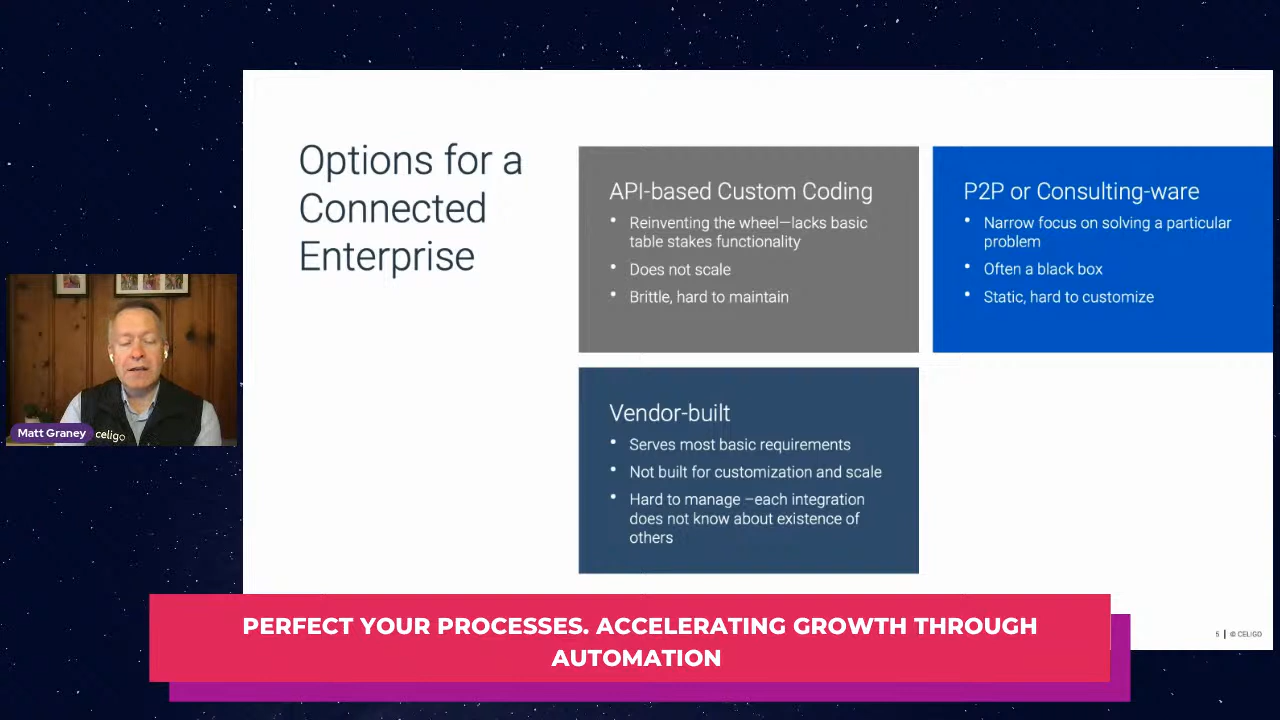 Options for a
Connected
Enterprise
API-based Custom Coding
• Reinventing the wheel—lacks basic
table stakes functionality
• Does not scale
• Brittle, hard to maintain
P2P or Consulting-ware
• Narrow focus on solving a particular
problem
• Often a black box
• Static, hard to customize
Vendor-built
• Serves most basic requirements
• Not built for customization and scale
• Hard to manage –each integration
does not know about existence of
others
Matt Graney
celigo
PERFECT YOUR PROCESSES. ACCELERATING GROWTH THROUGH
AUTOMATION
5 | © CELIGO